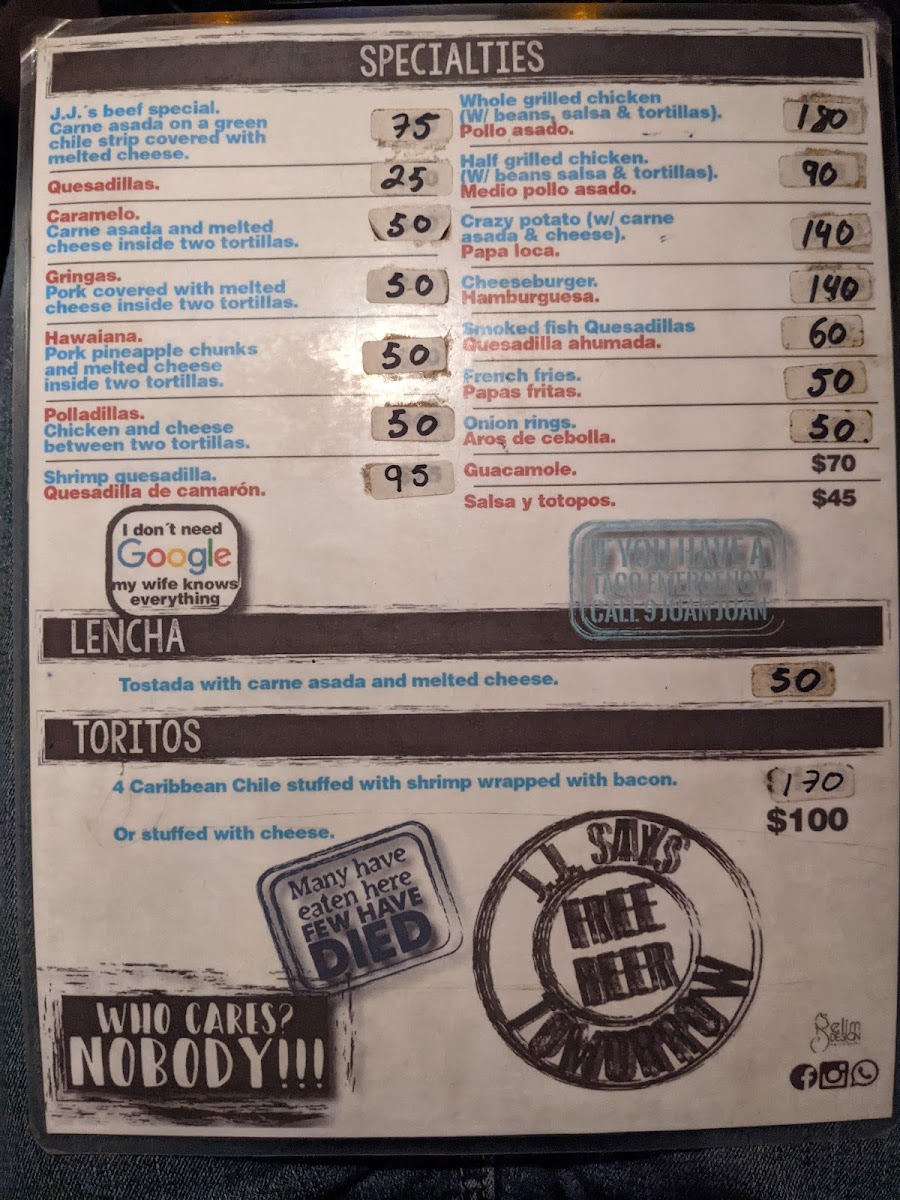 SPECIALTIES
J.J.´s beef special.
Carne asada on a green
chile strip covered with
melted cheese.
75
Quesadillas.
25
Caramelo.
Carne asada and melted
cheese inside two tortillas.
50
Gringas.
Pork covered with melted
cheese inside two tortillas.
50
Hawaiana.
Pork pineapple chunks
and melted cheese
inside two tortillas.
50
Polladillas.
Chicken and cheese
between two tortillas.
50
Shrimp quesadilla.
Quesadilla de camarón.
95
Whole grilled chicken
(W/ beans, salsa & tortillas).
Pollo asado.
180
Half grilled chicken.
(W/ beans salsa & tortillas).
Medio pollo asado.
90
Crazy potato (w/ carne
asada & cheese).
Papa loca.
140
Cheeseburger.
Hamburguesa.
140
Smoked fish Quesadillas
Quesadilla ahumada.
60
French fries.
Papas fritas.
50
Onion rings.
Aros de cebolla.
50.
Guacamole.
$70
Salsa y totopos.
$45
I don´t need
Google
my wife knows
everything
IF YOU HAVE A
TACO EMERGENCY
CALL 9 JUAN JUAN
LENCHA
Tostada with carne asada and melted cheese.
50
TORITOS
4 Caribbean Chile stuffed with shrimp wrapped with bacon.
170
Or stuffed with cheese.
$100
Many have
eaten here
FEW HAVE
DIED
J.J. SAYS
FREE
BEER
TOMORROW
WHO CARES?
NOBODY!!!
Selim
DESIGN